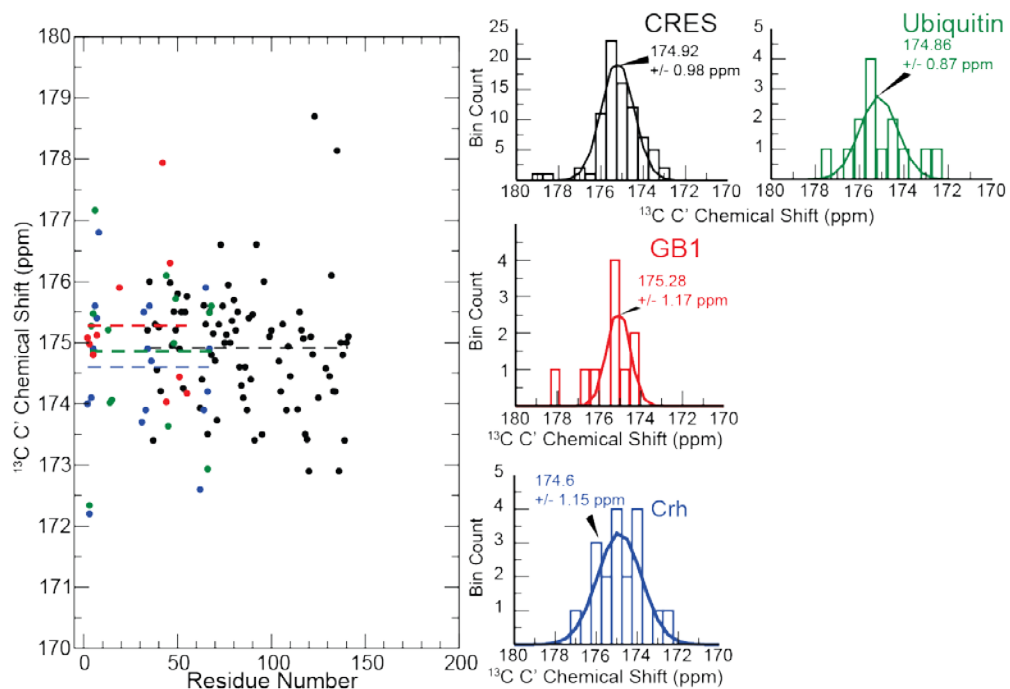 180
179
178
177
176
175
174
173
172
171
170
¹³C C’ Chemical Shift (ppm)
0
50
100
150
200
Residue Number
CRES
174.92
+/- 0.98 ppm
25
20
15
10
5
Bin Count
180 178 176 174 172 170
¹³C C’ Chemical Shift (ppm)
Ubiquitin
174.86
+/- 0.87 ppm
5
4
3
2
1
Bin Count
180 178 176 174 172 170
GB1
175.28
+/- 1.17 ppm
4
3
2
1
Bin Count
180 178 176 174 172 170
¹³C C’ Chemical Shift (ppm)
Crh
174.6
+/- 1.15 ppm
5
4
3
2
1
Bin Count
180 178 176 174 172 170
¹³C C’ Chemical Shift (ppm)